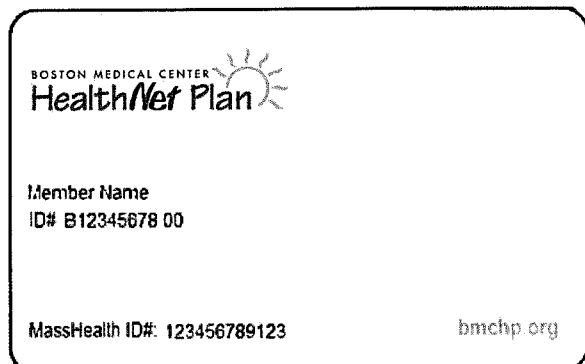 BOSTON MEDICAL CENTER
HealthNet Plan
Member Name
ID# B12345678 00
MassHealth ID#: 123456789123
bmchp.org